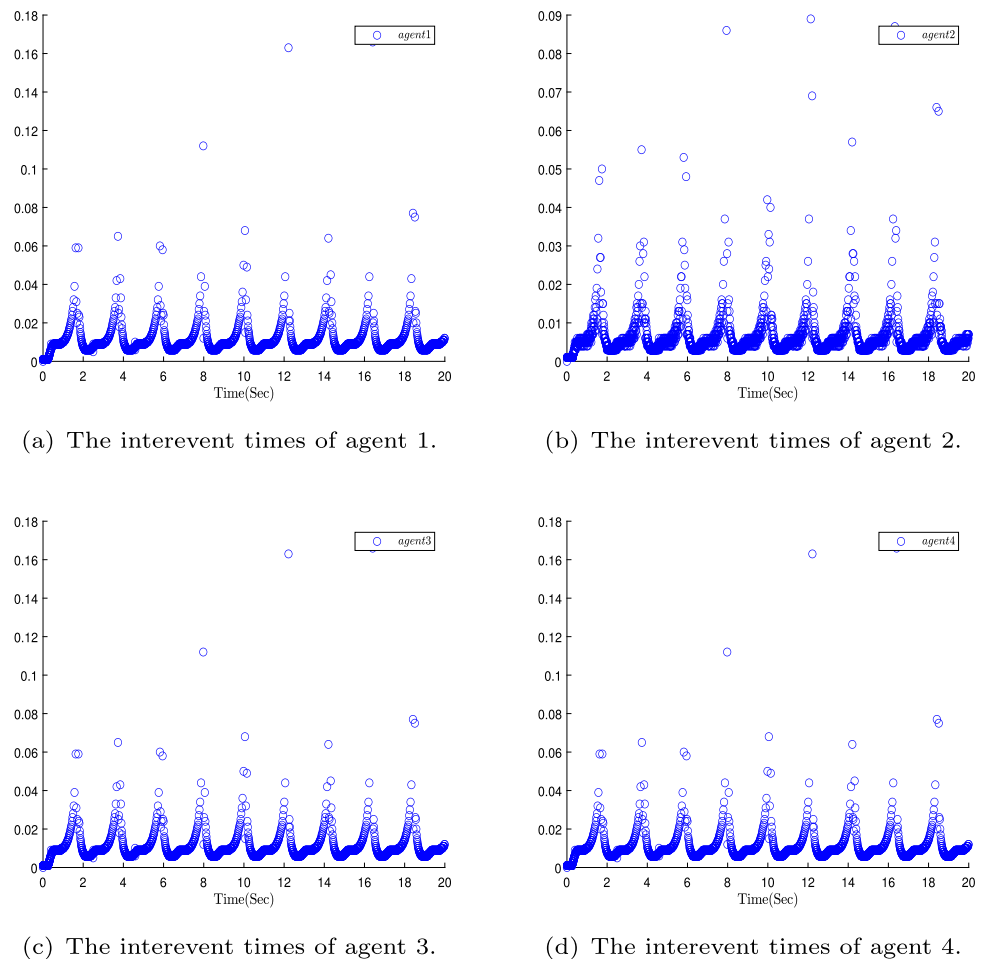 0.18
0.16
0.14
0.12
0.1
0.08
0.06
0.04
0.02
0
agent1
0 2 4 6 8 10 12 14 16 18 20
Time(Sec)
(a) The interevent times of agent 1.
0.09
0.08
0.07
0.06
0.05
0.04
0.03
0.02
0.01
0
agent2
0 2 4 6 8 10 12 14 16 18 20
Time(Sec)
(b) The interevent times of agent 2.
0.18
0.16
0.14
0.12
0.1
0.08
0.06
0.04
0.02
0
agent3
0 2 4 6 8 10 12 14 16 18 20
Time(Sec)
(c) The interevent times of agent 3.
0.18
0.16
0.14
0.12
0.1
0.08
0.06
0.04
0.02
0
agent4
0 2 4 6 8 10 12 14 16 18 20
Time(Sec)
(d) The interevent times of agent 4.